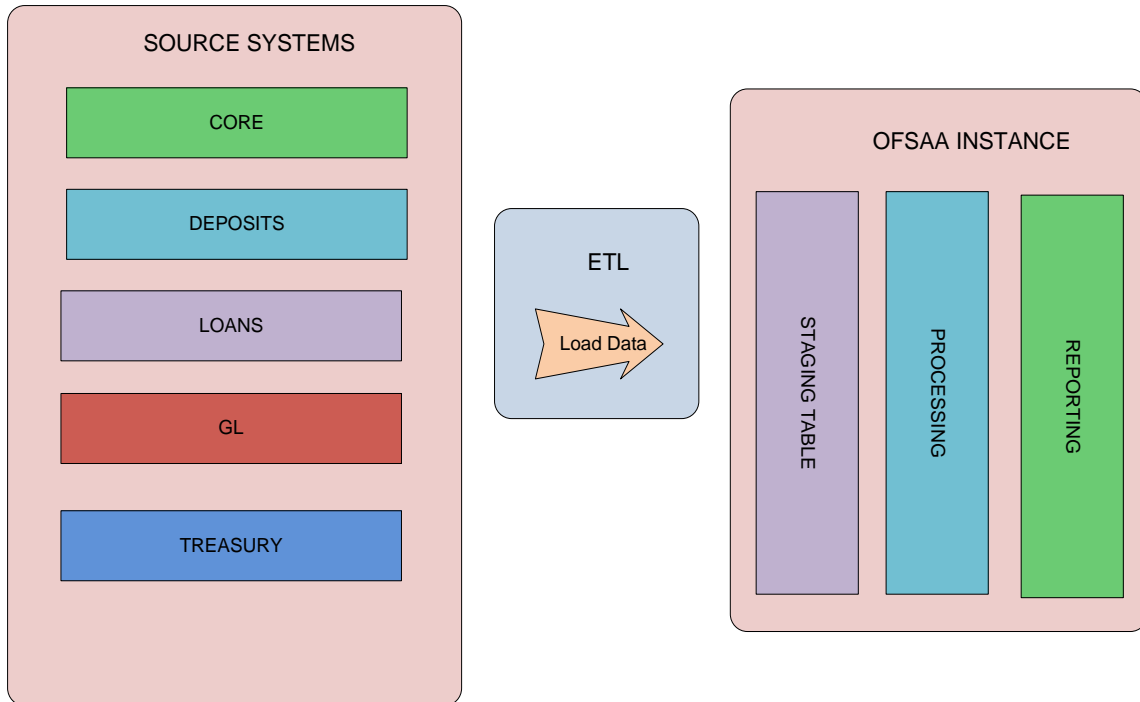 SOURCE SYSTEMS
CORE
DEPOSITS
LOANS
GL
TREASURY
ETL
Load Data
OFSAA INSTANCE
STAGING TABLE
PROCESSING
REPORTING